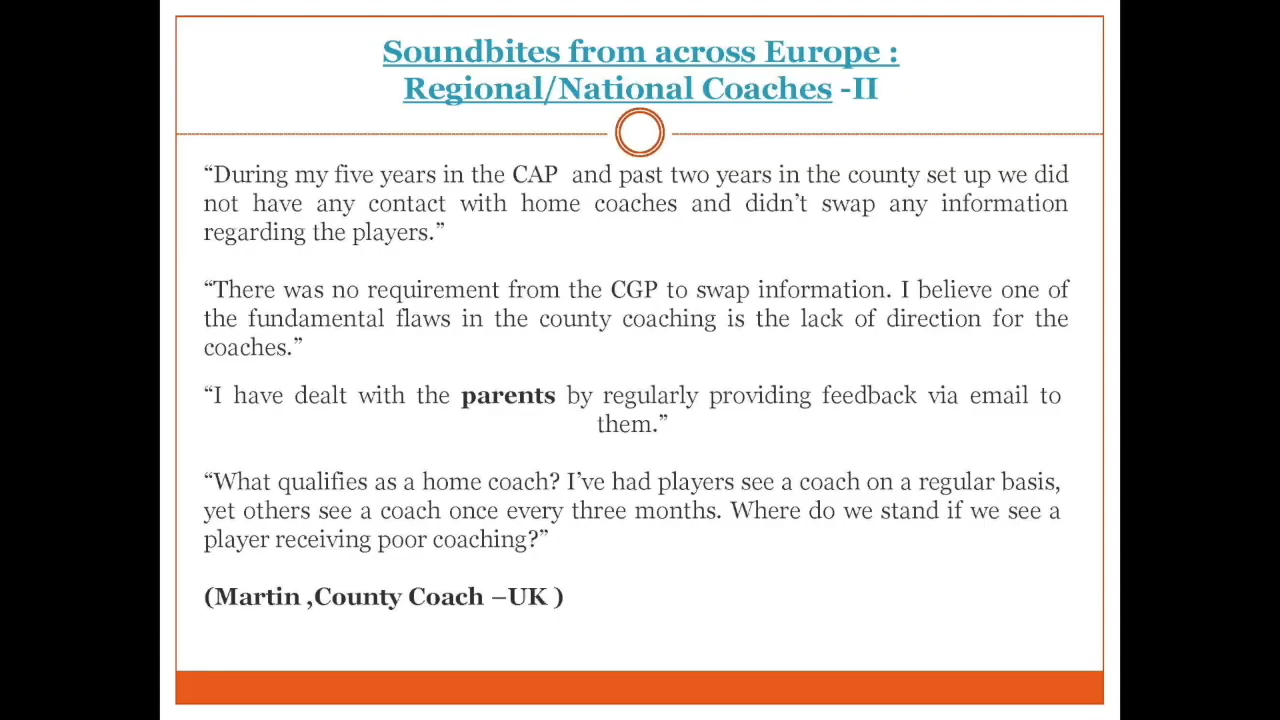 Soundbites from across Europe :
Regional/National Coaches -II
“During my five years in the CAP  and past two years in the county set up we did
not have any contact with home coaches and didn’t swap any information
regarding the players.”
“There was no requirement from the CGP to swap information. I believe one of
the fundamental flaws in the county coaching is the lack of direction for the
coaches.”
“I have dealt with the parents by regularly providing feedback via email to
them.”
“What qualifies as a home coach? I’ve had players see a coach on a regular basis,
yet others see a coach once every three months. Where do we stand if we see a
player receiving poor coaching?”
(Martin ,County Coach –UK )